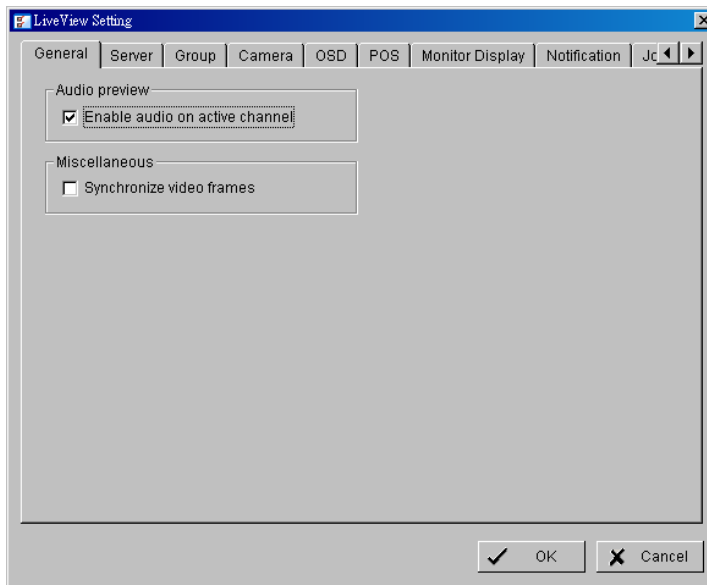 LiveView Setting
General Server Group Camera OSD POS Monitor Display Notification Jo
Audio preview
Enable audio on active channel
Miscellaneous
Synchronize video frames
OK Cancel